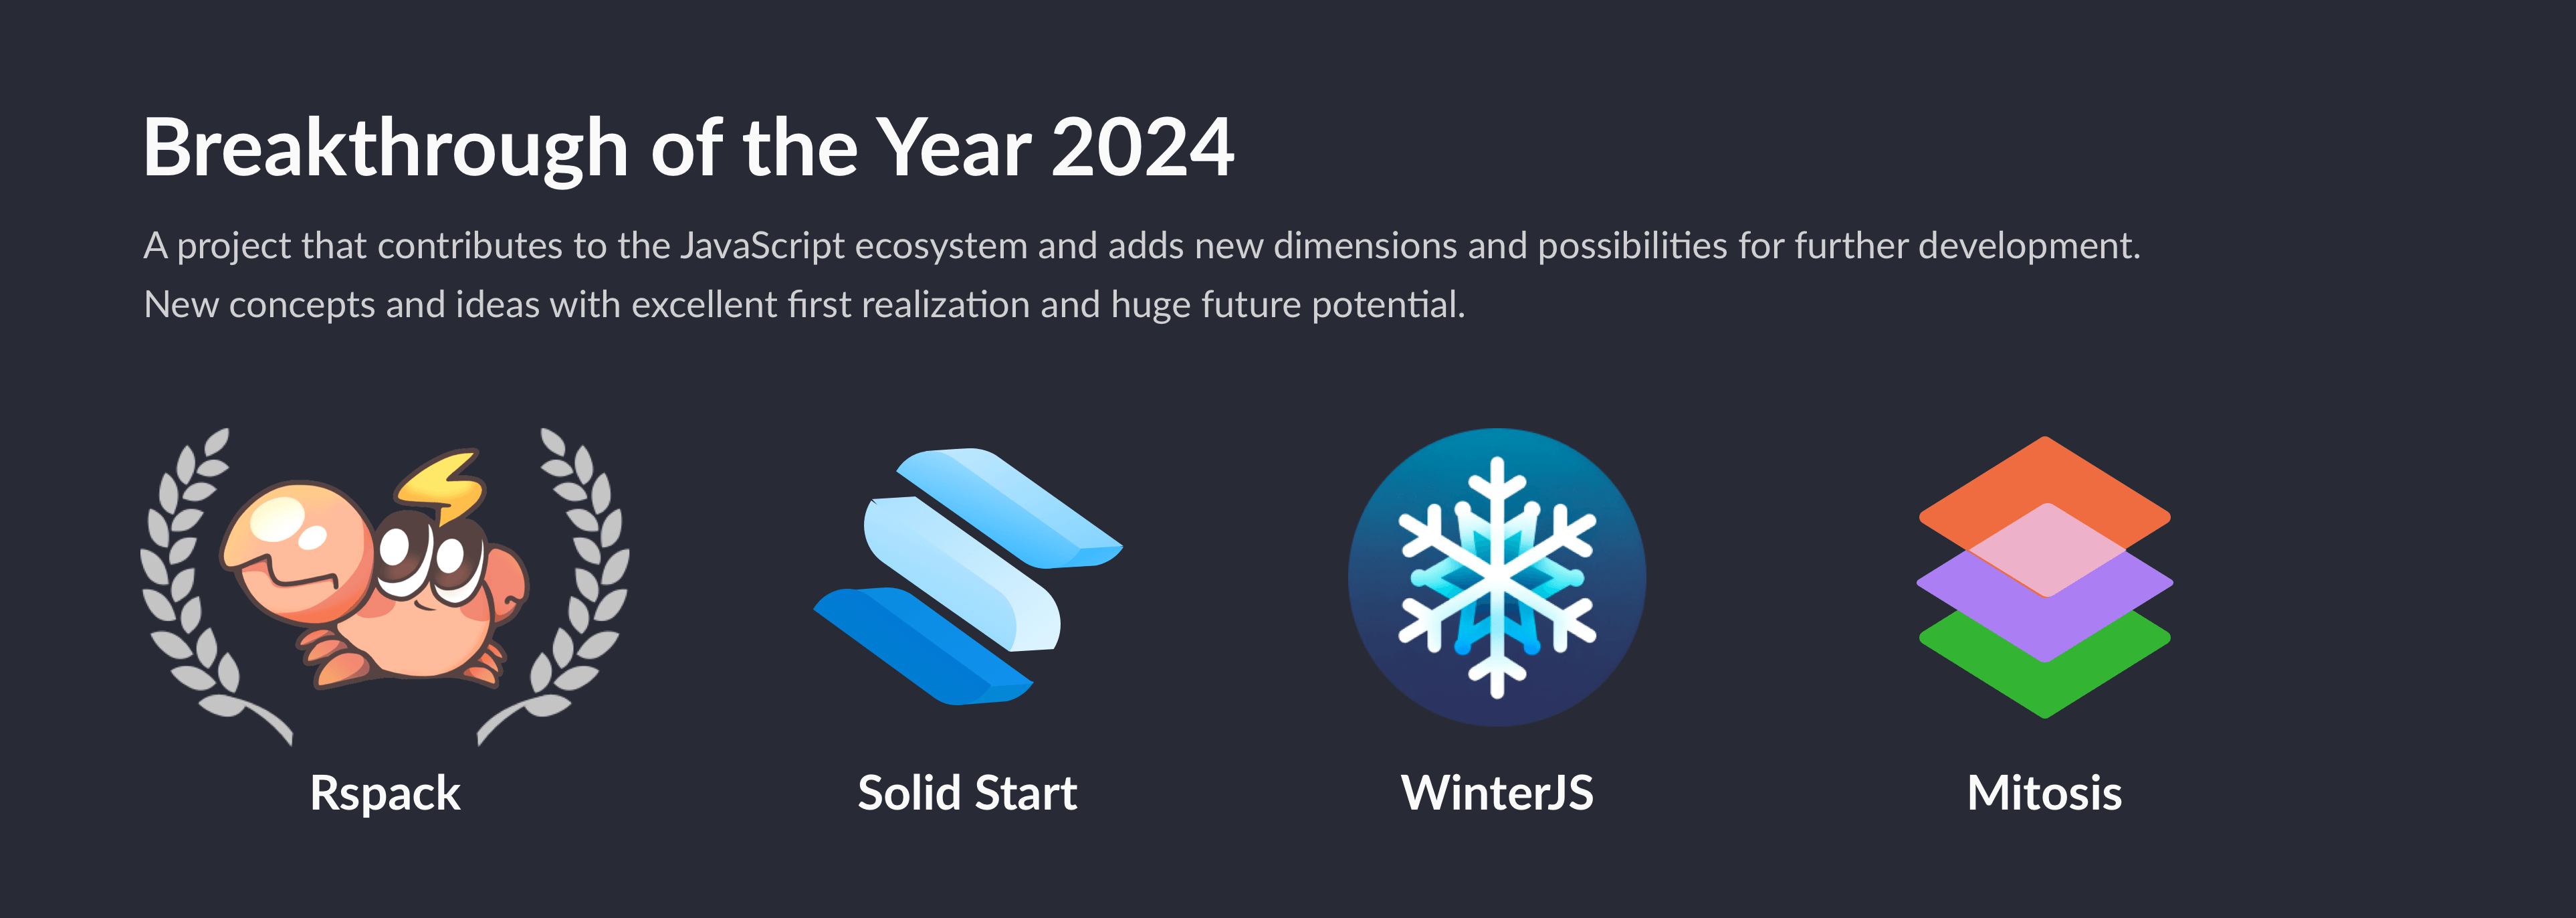 Breakthrough of the Year 2024
A project that contributes to the JavaScript ecosystem and adds new dimensions and possibilities for further development.
New concepts and ideas with excellent first realization and huge future potential.
Rspack
Solid Start
WinterJS
Mitosis